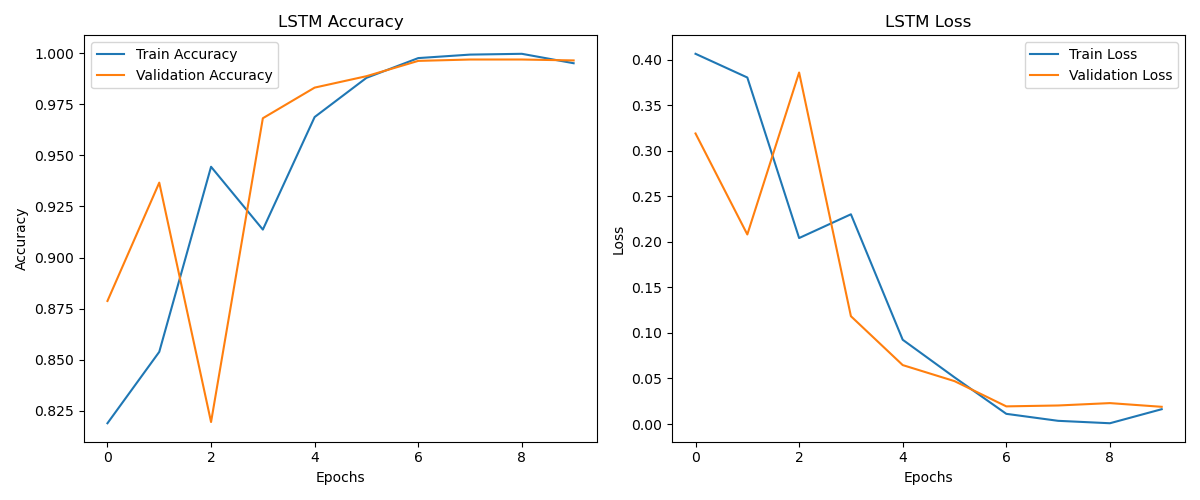 LSTM Accuracy
Train Accuracy
Validation Accuracy
1.000
0.975
0.950
0.925
0.900
0.875
0.850
0.825
Accuracy
0 2 4 6 8
Epochs
LSTM Loss
Train Loss
Validation Loss
0.40
0.35
0.30
0.25
0.20
0.15
0.10
0.05
0.00
Loss
0 2 4 6 8
Epochs